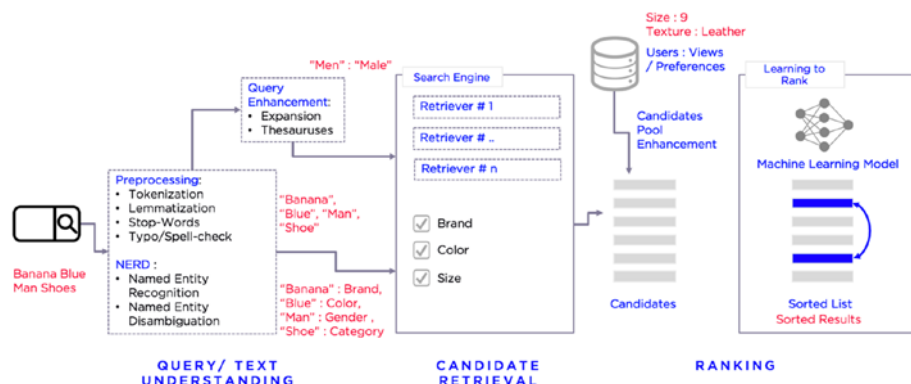 Banana Blue
Man Shoes
Preprocessing:
• Tokenization
• Lemmatization
• Stop-Words
• Typo/Spell-check
NERD :
• Named Entity
Recognition
• Named Entity
Disambiguation
Query
Enhancement:
• Expansion
• Thesauruses
"Men" : "Male"
"Banana",
"Blue", "Man",
"Shoe"
"Banana" : Brand,
"Blue" : Color,
"Man" : Gender ,
"Shoe" : Category
Search Engine
Retriever # 1
Retriever # ..
Retriever # n
Brand
Color
Size
Size : 9
Texture : Leather
Users : Views
/ Preferences
Candidates
Pool
Enhancement
Candidates
Learning to
Rank
Machine Learning Model
Sorted List
Sorted Results
QUERY/ TEXT
UNDERSTANDING
CANDIDATE
RETRIEVAL
RANKING